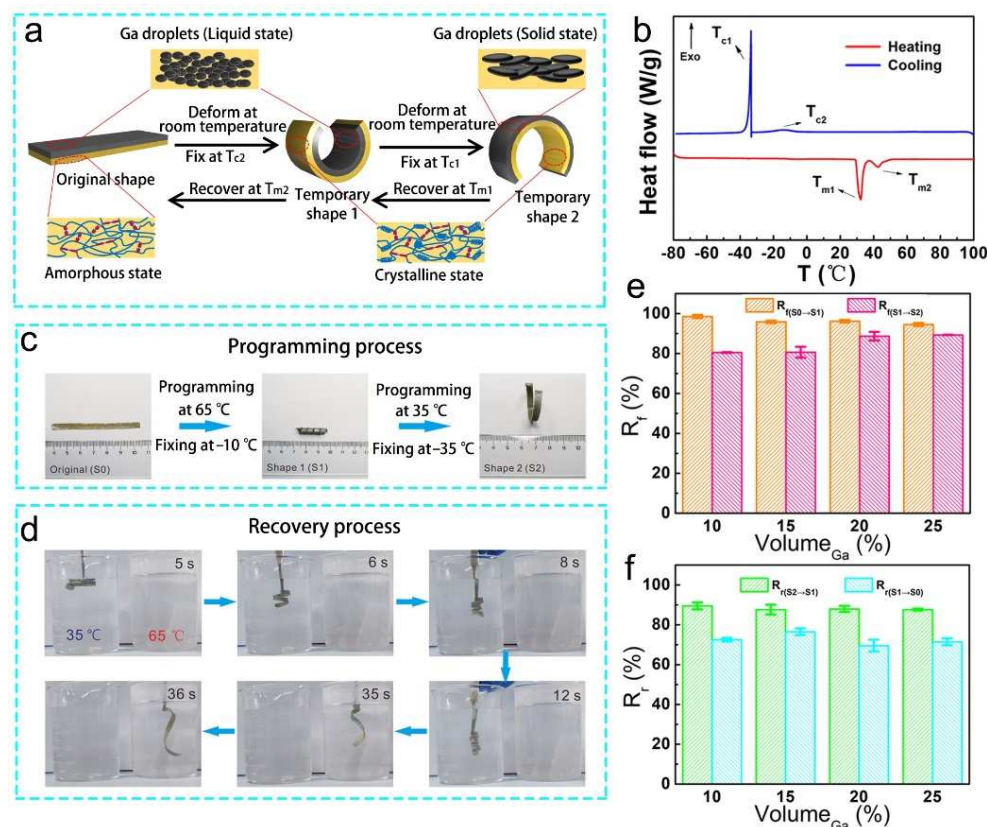 a
Ga droplets (Liquid state)
Ga droplets (Solid state)
Deform at
room temperature
Fix at Tc2
Deform at
room temperature
Fix at Tc1
Original shape
Recover at Tm2
Temporary
shape 1
Recover at Tm1
Temporary
shape 2
Amorphous state
Crystalline state
b
Heat flow (W/g)
Exo
Tc1
Heating
Cooling
Tc2
Tm1
Tm2
-80 -60 -40 -20 0 20 40 60 80 100
T (℃)
c
Programming process
Programming
at 65 ℃
Fixing at–10 ℃
Programming
at 35 ℃
Fixing at–35 ℃
Original (S0)
Shape 1 (S1)
Shape 2 (S2)
d
Recovery process
5 s
35 ℃
65 ℃
6 s
8 s
36 s
35 s
12 s
e
Rf(S0→S1)
Rf(S1→S2)
Rf (%)
100
80
60
40
20
0
10 15 20 25
VolumeGa (%)
f
Rr(S2→S1)
Rr(S1→S0)
Rr (%)
100
80
60
40
20
0
10 15 20 25
VolumeGa (%)